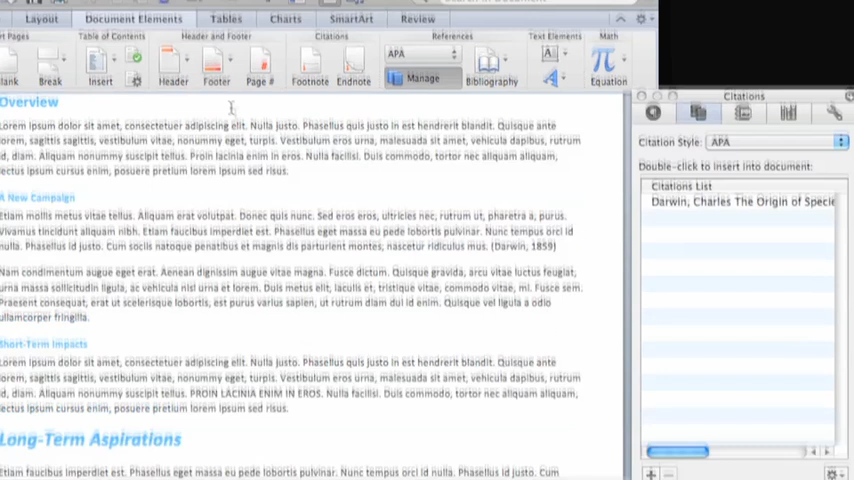 Layout Document Elements Tables Charts SmartArt Review
Table of Contents Header and Footer Citations References Text Elements Math
APA
Break Insert Header Footer Page # Footnote Endnote Manage Bibliography Equation
Overview
Lorem ipsum dolor sit amet, consectetuer adipiscing elit. Nulla justo. Phasellus quis justo in est hendrerit blandit. Quisque ante
lorem, sagittis sagittis, vestibulum vitae, nonummy eget, turpis. Vestibulum eros urna, malesuada sit amet, vehicula dapibus, rutrum
id, diam. Aliquam nonummy suscipit tellus. Proin lacinia enim in eros. Nulla facilisi. Duis commodo, tortor nec aliquam aliquam,
lectus ipsum cursus enim, posuere pretium lorem ipsum sed risus.
A New Campaign
Etiam mollis metus vitae tellus. Aliquam erat volutpat. Donec quis nunc. Sed eros eros, ultricies nec, rutrum ut, pharetra a, purus.
Vivamus tincidunt aliquam nibh. Etiam faucibus imperdiet est. Phasellus eget massa eu pede lobortis pulvinar. Nunc tempus orci id
nulla. Phasellus id justo. Cum sociis natoque penatibus et magnis dis parturient montes, nascetur ridiculus mus. (Darwin, 1859)
Nam condimentum augue eget erat. Aenean dignissim augue vitae magna. Fusce dictum. Quisque gravida, arcu vitae luctus feugiat,
urna massa sollicitudin ligula, ac vehicula nisl urna et lorem. Duis metus elit, iaculis et, tristique vitae, commodo vitae, mi. Fusce sem.
Praesent consequat, erat ut scelerisque lobortis, est purus varius sapien, ut rutrum diam dui id enim. Quisque vel ligula a odio
ullamcorper fringilla.
Short-Term Impacts
Lorem ipsum dolor sit amet, consectetuer adipiscing elit. Nulla justo. Phasellus quis justo in est hendrerit blandit. Quisque ante
lorem, sagittis sagittis, vestibulum vitae, nonummy eget, turpis. Vestibulum eros urna, malesuada sit amet, vehicula dapibus, rutrum
id, diam. Aliquam nonummy suscipit tellus. PROIN LACINIA ENIM IN EROS. Nulla facilisi. Duis commodo, tortor nec aliquam aliquam,
lectus ipsum cursus enim, posuere pretium lorem ipsum sed risus.
Long-Term Aspirations
Etiam faucibus imperdiet est. Phasellus eget massa eu pede lobortis pulvinar. Nunc tempus orci id nulla. Phasellus id justo. Cum
Citations
Citation Style: APA
Double-click to insert into document:
Citations List
Darwin, Charles The Origin of Specie